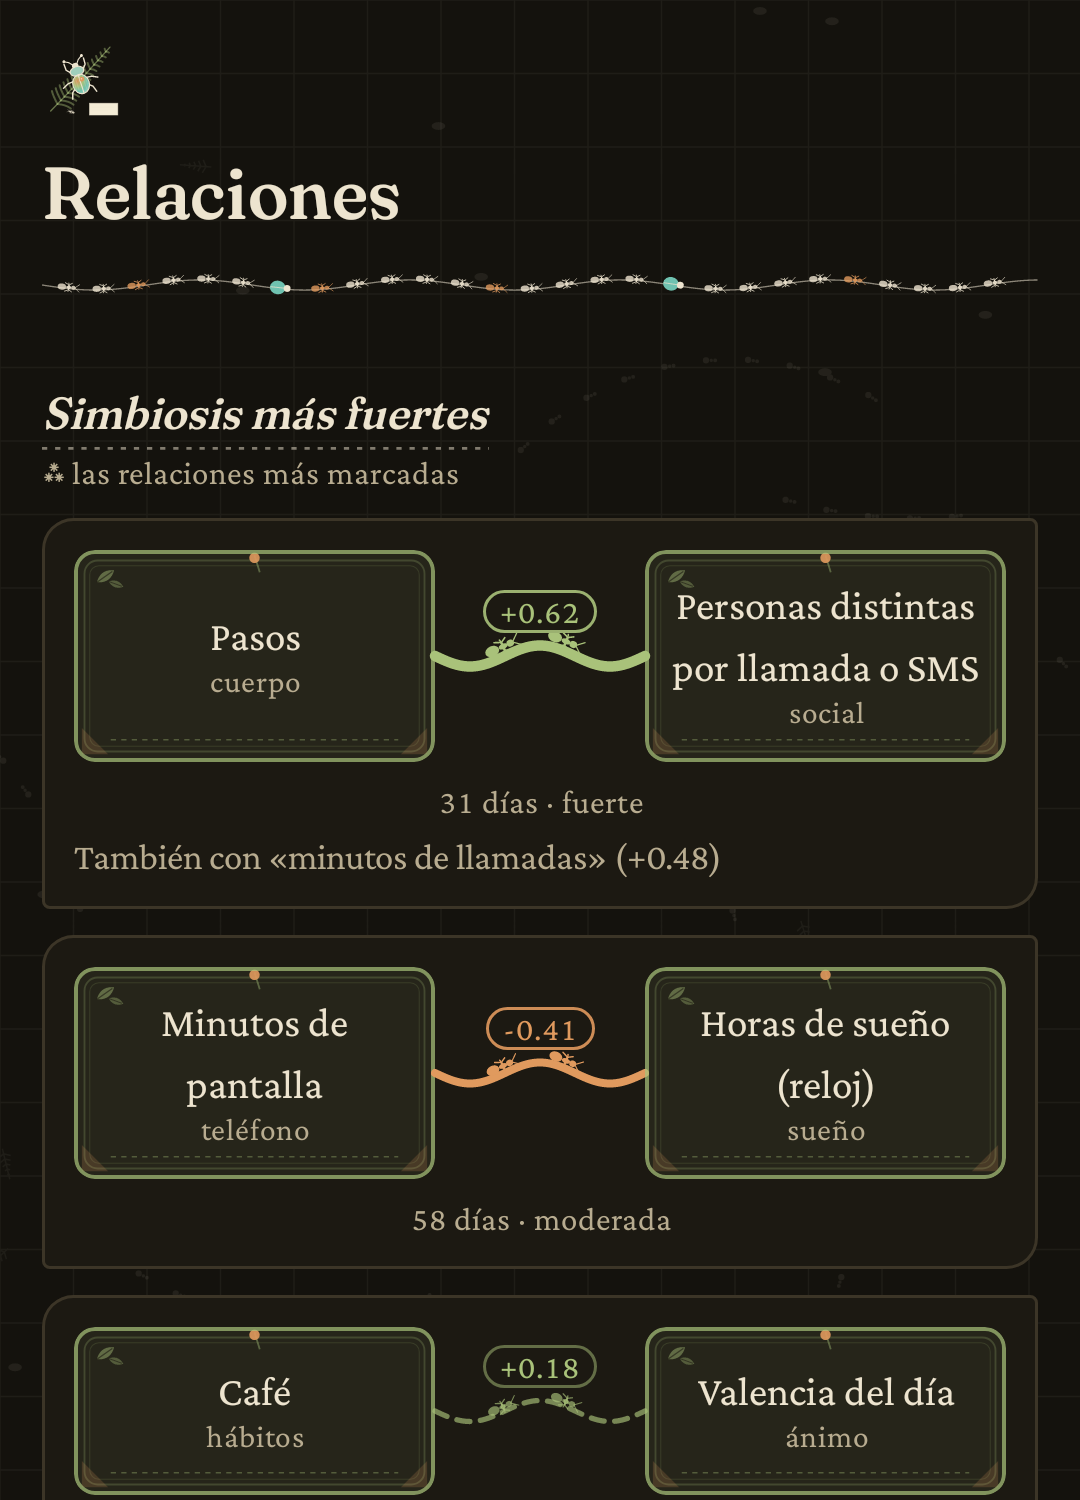 Relaciones
Simbiosis más fuertes
las relaciones más marcadas
Pasos
cuerpo
+0.62
Personas distintas
por llamada o SMS
social
31 días · fuerte
También con «minutos de llamadas» (+0.48)
Minutos de
pantalla
teléfono
-0.41
Horas de sueño
(reloj)
sueño
58 días · moderada
Café
hábitos
+0.18
Valencia del día
ánimo